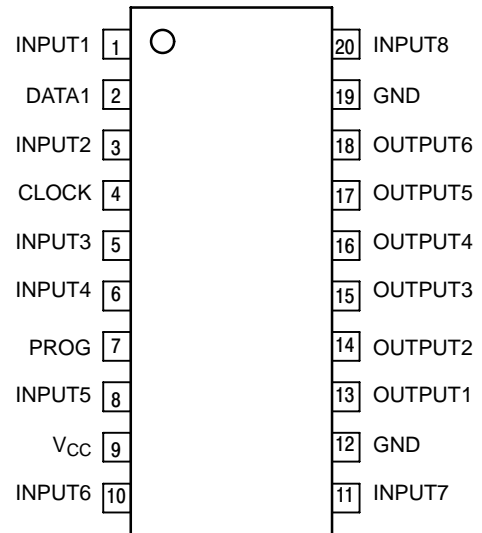 INPUT1 1 20 INPUT8
DATA1 2 19 GND
INPUT2 3 18 OUTPUT6
CLOCK 4 17 OUTPUT5
INPUT3 5 16 OUTPUT4
INPUT4 6 15 OUTPUT3
PROG 7 14 OUTPUT2
INPUT5 8 13 OUTPUT1
VCC 9 12 GND
INPUT6 10 11 INPUT7